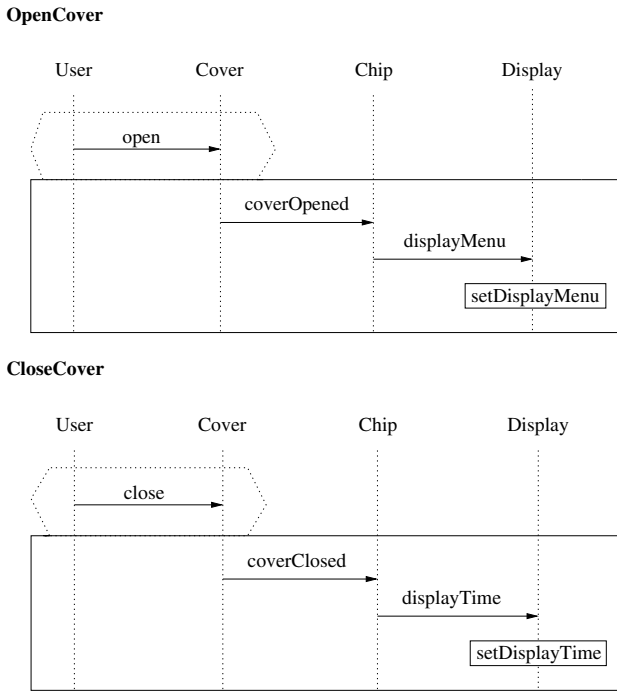 OpenCover
User Cover Chip Display
open
coverOpened
displayMenu
setDisplayMenu
CloseCover
User Cover Chip Display
close
coverClosed
displayTime
setDisplayTime